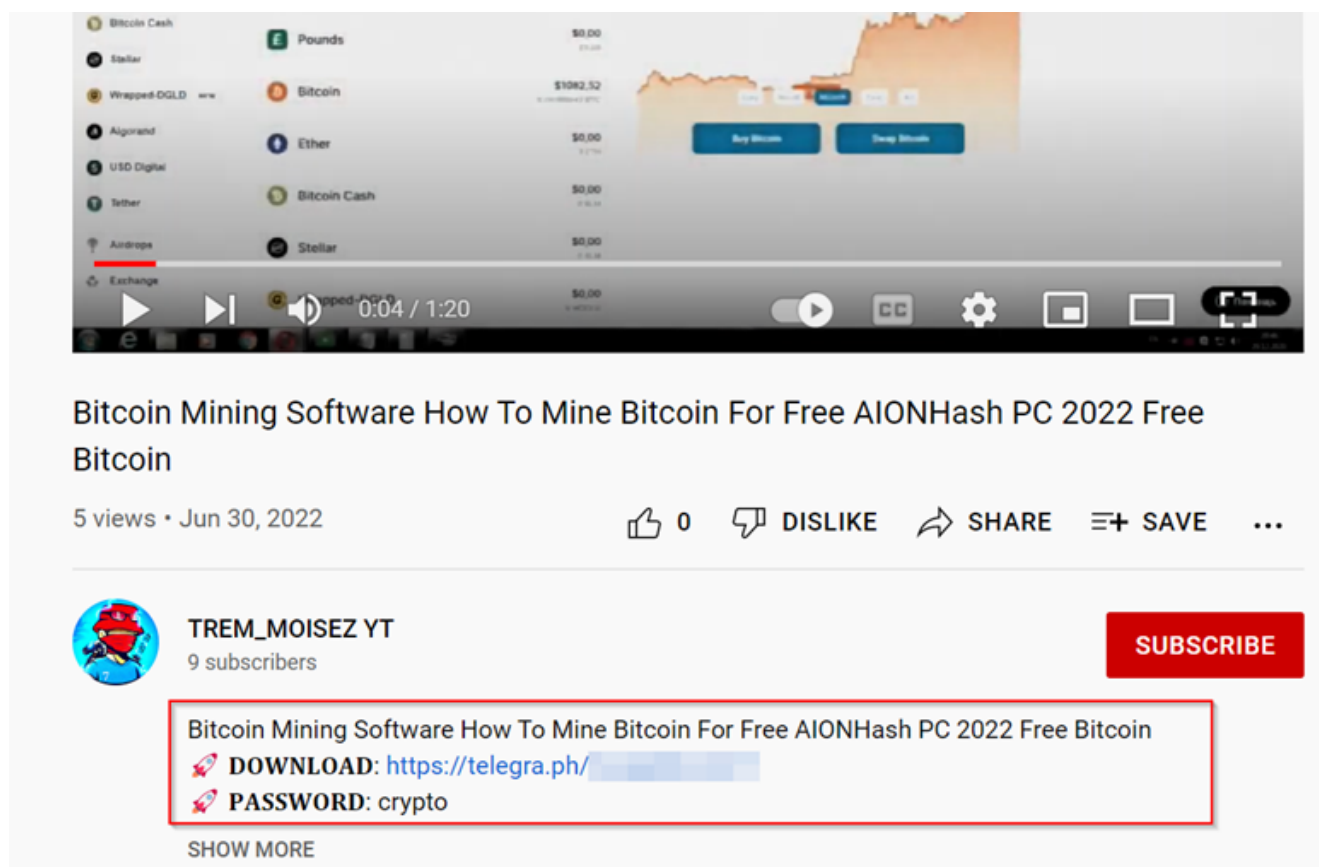 Bitcoin Cash
Stellar
Wrapped-DGLD
Algorand
USD Digital
Tether
Airdrops
Exchange
Pounds $0,00
Bitcoin $1082,52
Ether $0,00
Bitcoin Cash $0,00
Stellar $0,00
Wrapped-DGLD $0,00
Buy Bitcoin Swap Bitcoin
0:04 / 1:20
CC
Bitcoin Mining Software How To Mine Bitcoin For Free AIONHash PC 2022 Free
Bitcoin
5 views • Jun 30, 2022
0 DISLIKE SHARE SAVE ...
TREM_MOISEZ YT
9 subscribers
SUBSCRIBE
Bitcoin Mining Software How To Mine Bitcoin For Free AIONHash PC 2022 Free Bitcoin
🚀 DOWNLOAD: https://telegra.ph/
🚀 PASSWORD: crypto
SHOW MORE